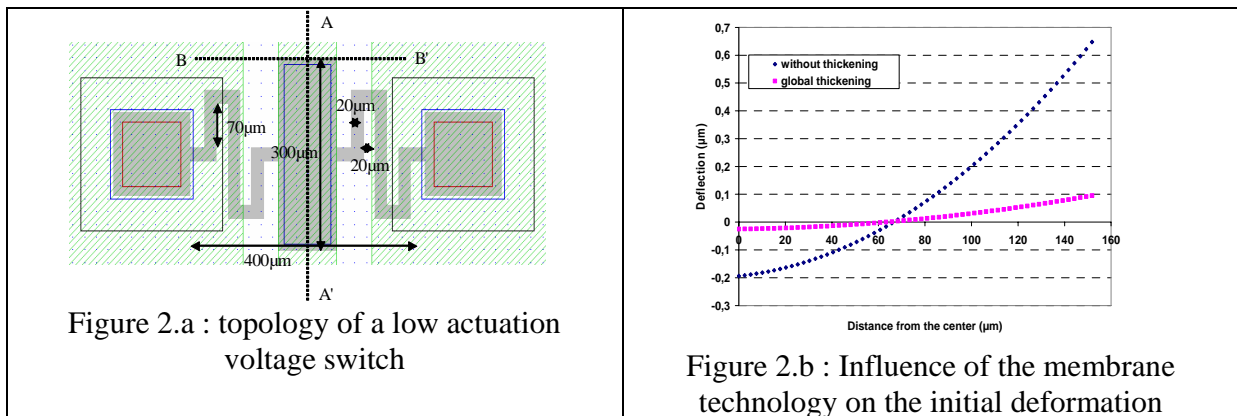 A
B
B'
20µm
70µm
300µm
20µm
400µm
A'
Figure 2.a : topology of a low actuation
voltage switch
0,7
0,6
0,5
0,4
0,3
0,2
0,1
0
-0,1
-0,2
-0,3
Deflection (µm)
without thickening
global thickening
0 20 40 60 80 100 120 140 160
Distance from the center (µm)
Figure 2.b : Influence of the membrane
technology on the initial deformation